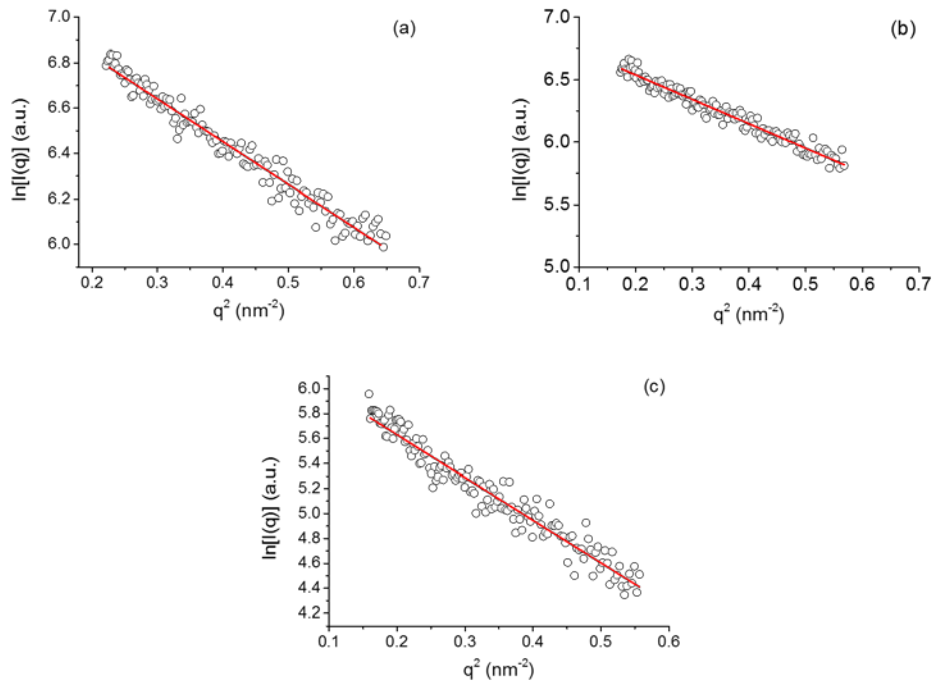 (a)
7.0
6.8
6.6
6.4
6.2
6.0
ln[I(q)] (a.u.)
0.2 0.3 0.4 0.5 0.6 0.7
q² (nm⁻²)
(b)
7.0
6.5
6.0
5.5
5.0
ln[I(q)] (a.u.)
0.1 0.2 0.3 0.4 0.5 0.6 0.7
q² (nm⁻²)
(c)
6.0
5.8
5.6
5.4
5.2
5.0
4.8
4.6
4.4
4.2
ln[I(q)] (a.u.)
0.1 0.2 0.3 0.4 0.5 0.6
q² (nm⁻²)